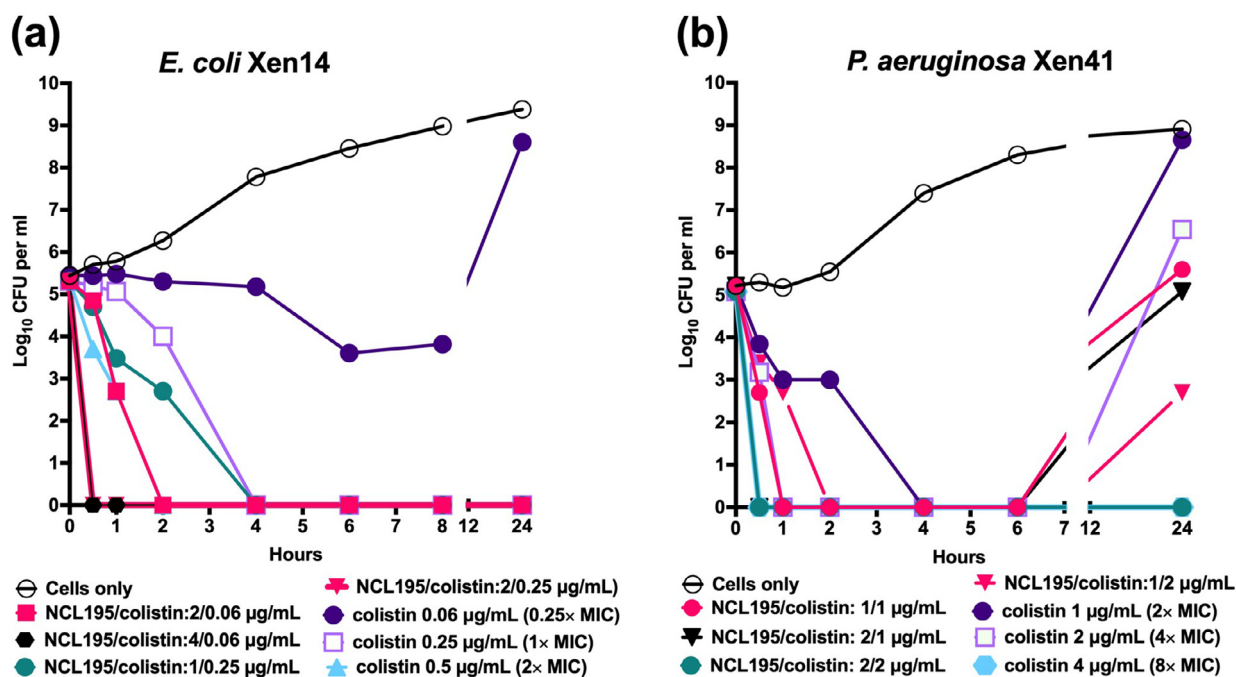 (a)
E. coli Xen14
10
9
8
7
6
5
4
3
2
1
0
Log10 CFU per ml
0 1 2 3 4 5 6 7 8 12 24
Hours
Cells only
NCL195/colistin:2/0.06 µg/mL
NCL195/colistin:4/0.06 µg/mL
NCL195/colistin:1/0.25 µg/mL
NCL195/colistin:2/0.25 µg/mL)
colistin 0.06 µg/mL (0.25× MIC)
colistin 0.25 µg/mL (1× MIC)
colistin 0.5 µg/mL (2× MIC)
(b)
P. aeruginosa Xen41
10
9
8
7
6
5
4
3
2
1
0
Log10 CFU per ml
0 1 2 3 4 5 6 7 12 24
Hours
Cells only
NCL195/colistin: 1/1 µg/mL
NCL195/colistin: 2/1 µg/mL
NCL195/colistin: 2/2 µg/mL
NCL195/colistin:1/2 µg/mL
colistin 1 µg/mL (2× MIC)
colistin 2 µg/mL (4× MIC)
colistin 4 µg/mL (8× MIC)